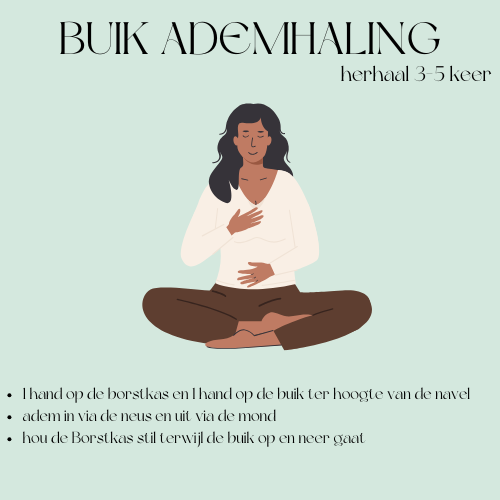 BUIK ADEMHALING
herhaal 3-5 keer
• 1 hand op de borstkas en 1 hand op de buik ter hoogte van de navel
• adem in via de neus en uit via de mond
• hou de Borstkas stil terwijl de buik op en neer gaat